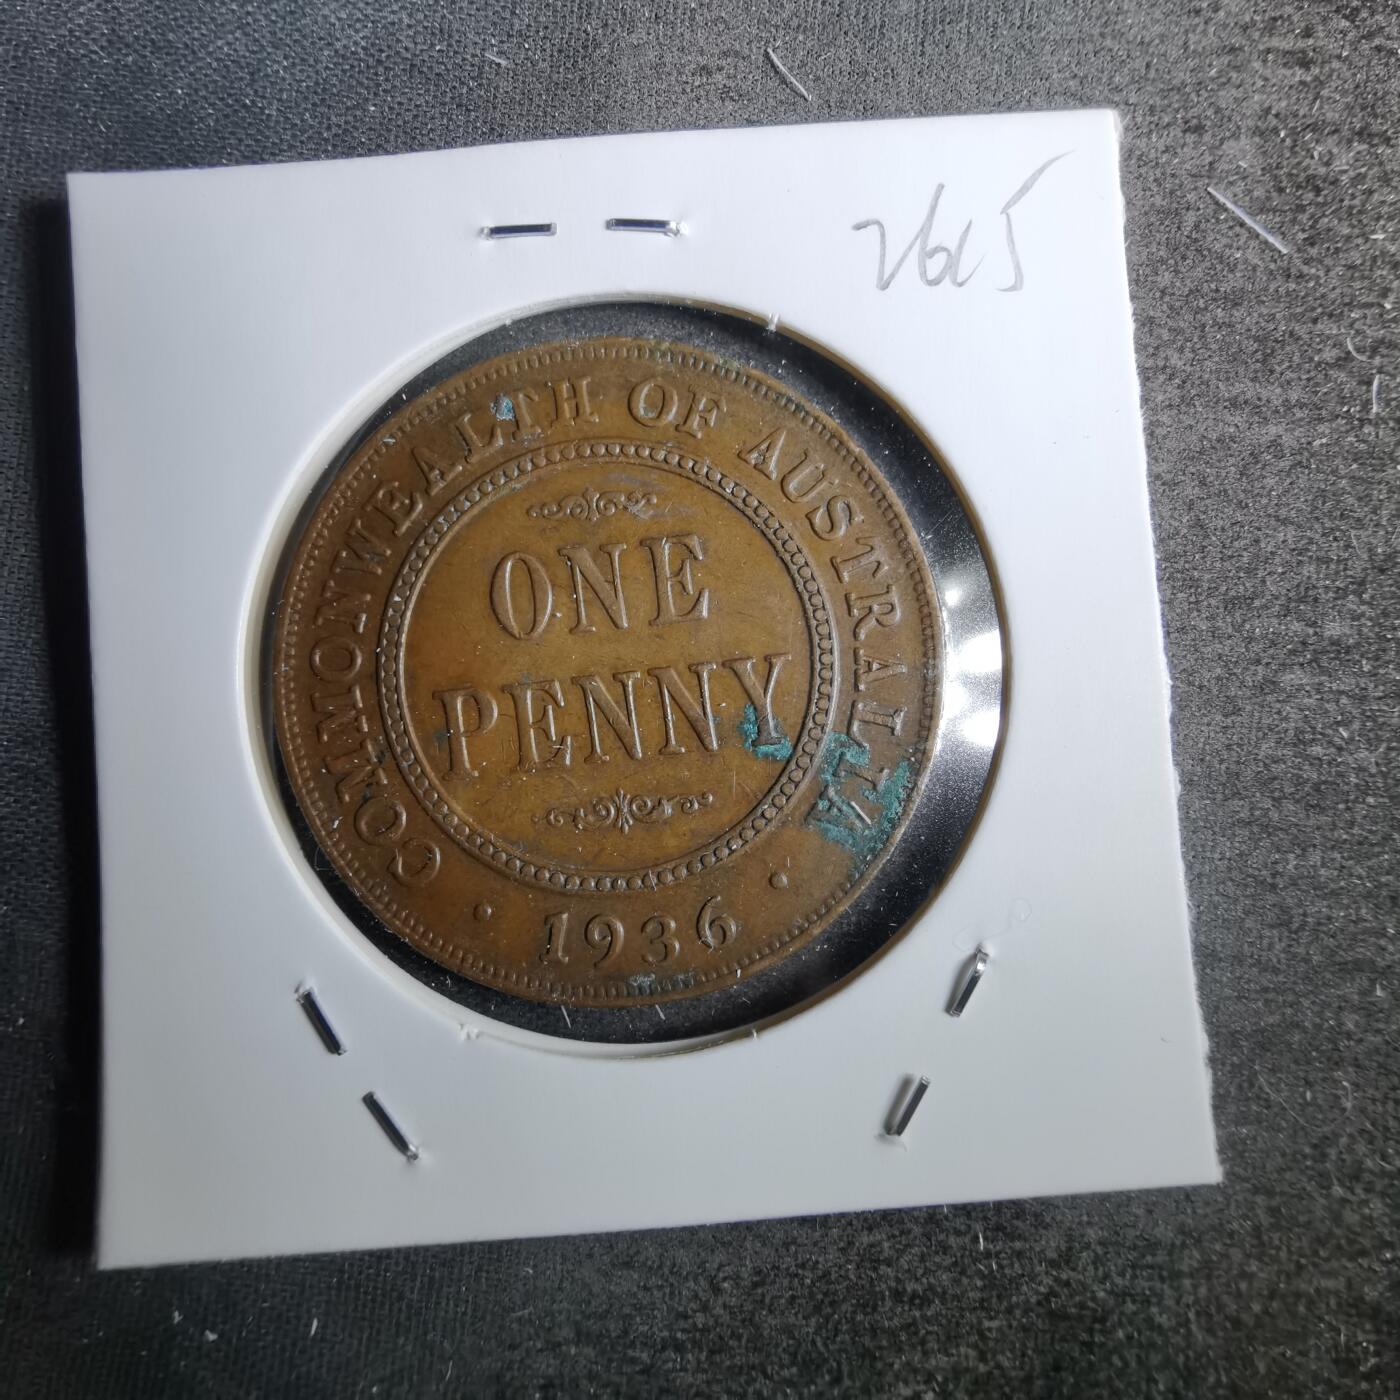 COMMONWEALTH OF AUSTRALIA
ONE
PENNY
· 1936 ·